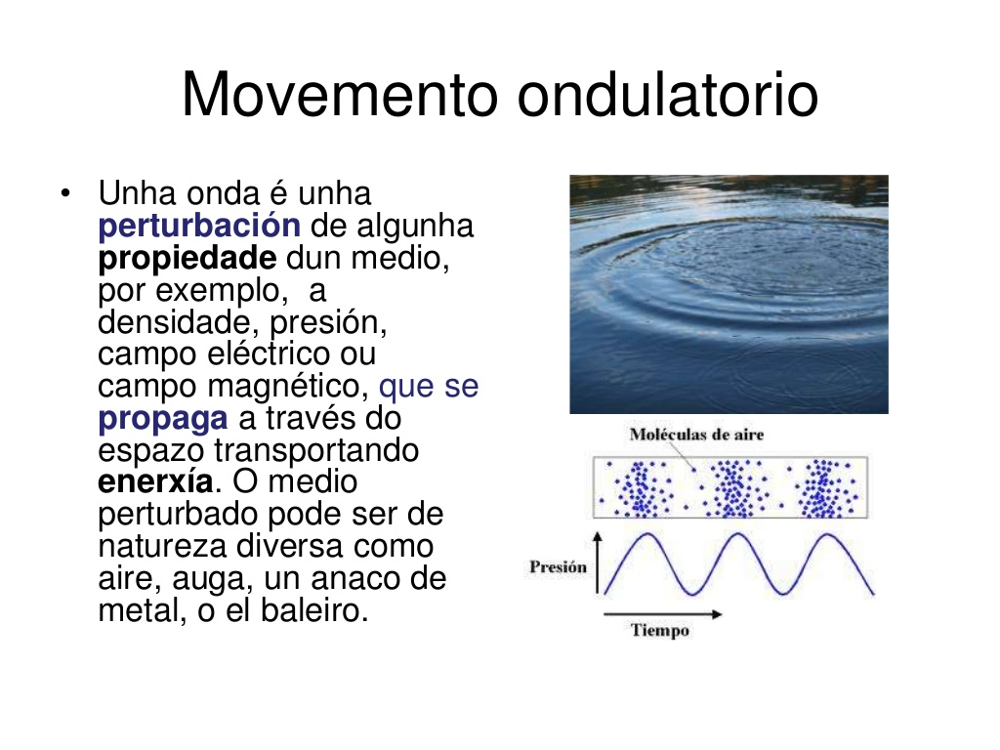 Movemento ondulatorio
• Unha onda é unha
perturbación de algunha
propiedade dun medio,
por exemplo,  a
densidade, presión,
campo eléctrico ou
campo magnético, que se
propaga a través do
espazo transportando
enerxía. O medio
perturbado pode ser de
natureza diversa como
aire, auga, un anaco de
metal, o el baleiro.
Moléculas de aire
Presión
Tiempo